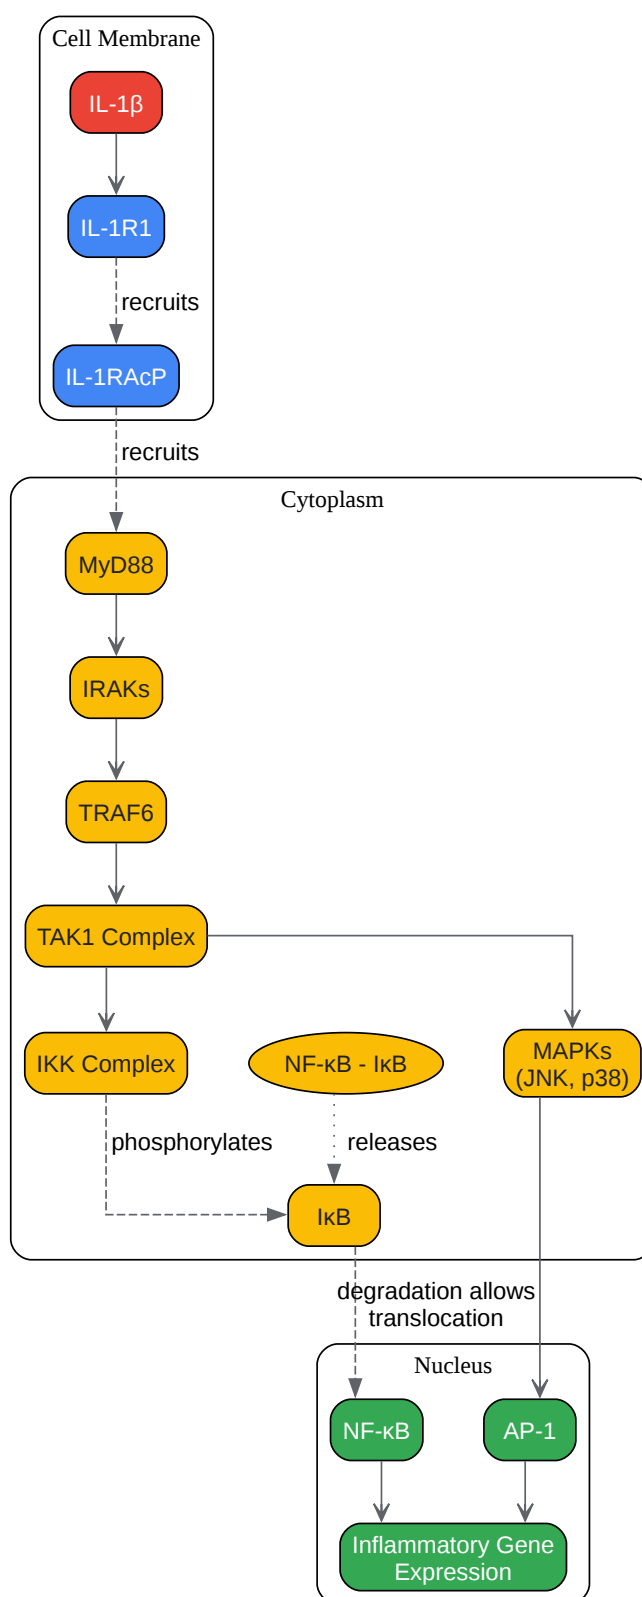 Cell Membrane
IL-1β
IL-1R1
recruits
IL-1RAcP
recruits
Cytoplasm
MyD88
IRAKs
TRAF6
TAK1 Complex
IKK Complex
NF-κB - IκB
MAPKs
(JNK, p38)
phosphorylates
releases
IκB
degradation allows
translocation
Nucleus
NF-κB
AP-1
Inflammatory Gene
Expression